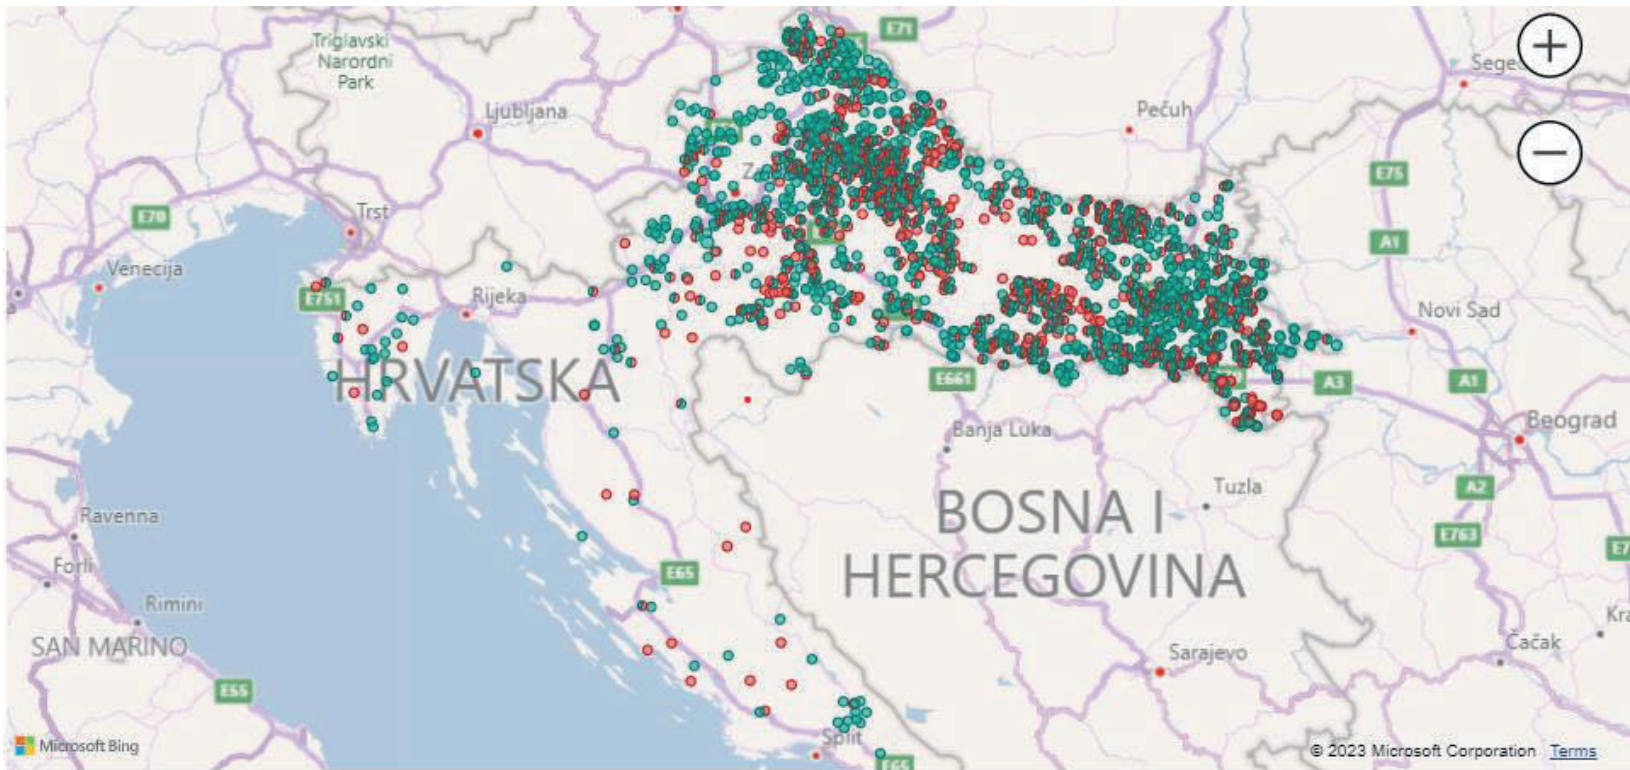 E71
Triglavski
Narordni
Park
Ljubljana
Pečuh
E75
Trst
E70
A1
Venecija
E751
Rijeka
Novi Sad
HRVATSKA
E661
A3
A1
Banja Luka
Beograd
Tuzla
A2
BOSNA I
HERCEGOVINA
Ravenna
E763
E65
Forlì
Rimini
SAN MARINO
Čačak
Sarajevo
E55
Split
Microsoft Bing
© 2023 Microsoft Corporation Terms
E65